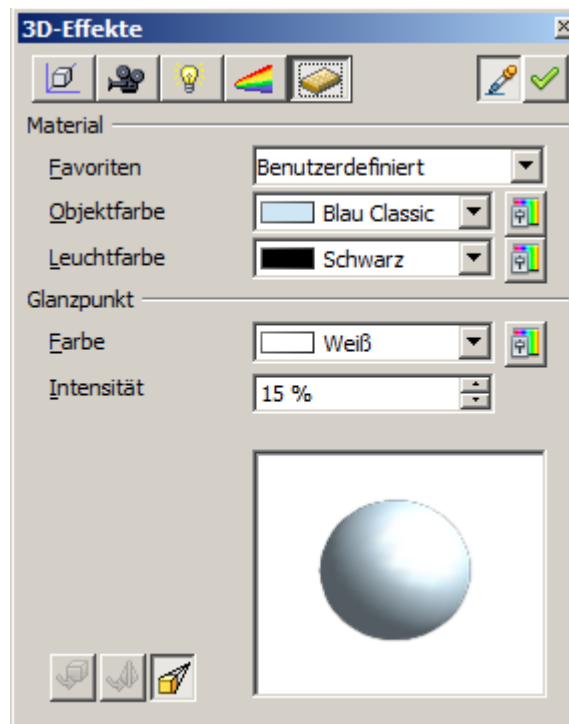 3D-Effekte
Material
Favoriten Benutzerdefiniert
Objektfarbe Blau Classic
Leuchtfarbe Schwarz
Glanzpunkt
Farbe Weiß
Intensität 15 %